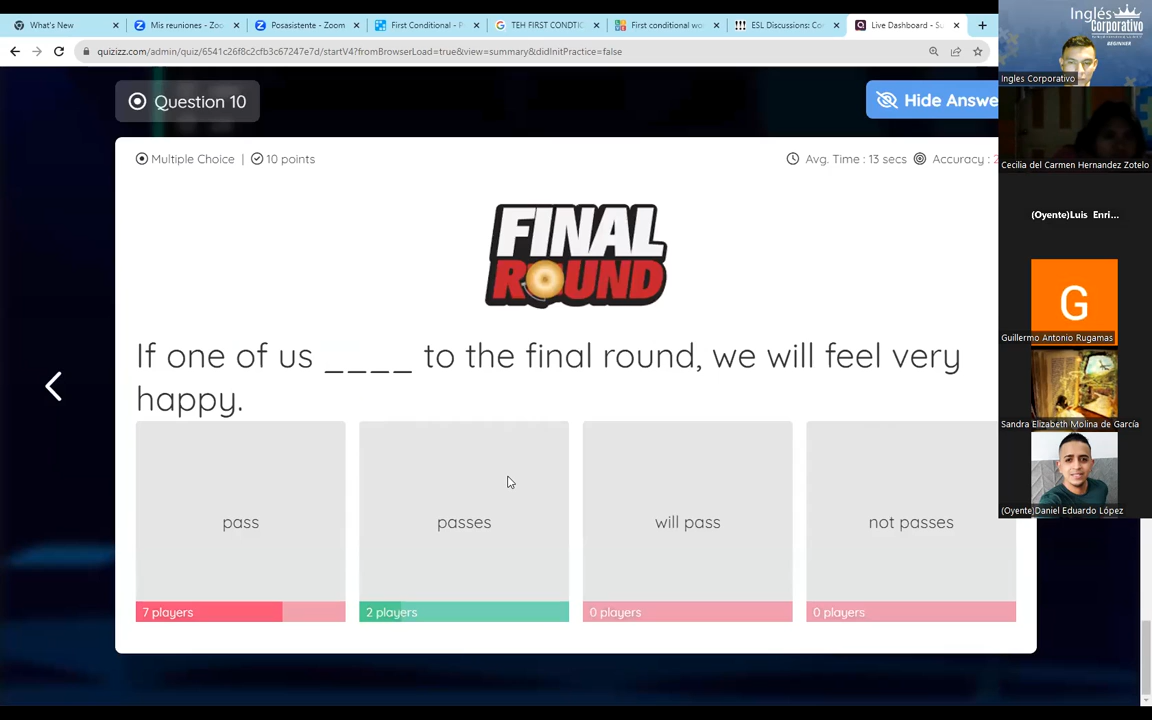 What's New
Mis reuniones - Zoo
Posasistente - Zoom
First Conditional - P
TEH FIRST CONDTIC
First conditional wo
ESL Discussions: Co
Live Dashboard - Su
quizizz.com/admin/quiz/6541c26f8c2cfb3c67247e7d/startV4?fromBrowserLoad=true&view=summary&didInitPractice=false
Question 10
Hide Answe
Multiple Choice | 10 points
Avg. Time : 13 secs
Accuracy : 2
FINAL
ROUND
If one of us ____ to the final round, we will feel very
happy.
pass
passes
will pass
not passes
7 players
2 players
0 players
0 players
Inglés
Corporativo
BEGINNER
Ingles Corporativo
Cecilia del Carmen Hernandez Zotelo
(Oyente)Luis Enri...
G
Guillermo Antonio Rugamas
Sandra Elizabeth Molina de García
(Oyente)Daniel Eduardo López